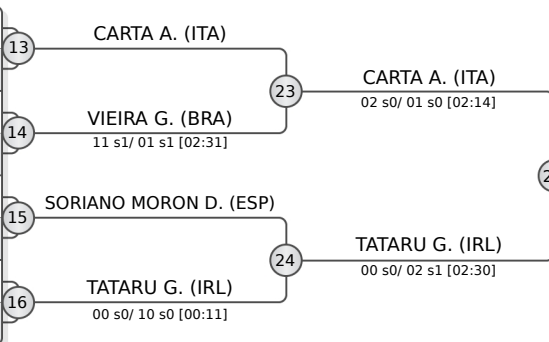 13
CARTA A. (ITA)
23
CARTA A. (ITA)
02 s0/ 01 s0 [02:14]
14
VIEIRA G. (BRA)
11 s1/ 01 s1 [02:31]
15
SORIANO MORON D. (ESP)
24
TATARU G. (IRL)
00 s0/ 02 s1 [02:30]
16
TATARU G. (IRL)
00 s0/ 10 s0 [00:11]